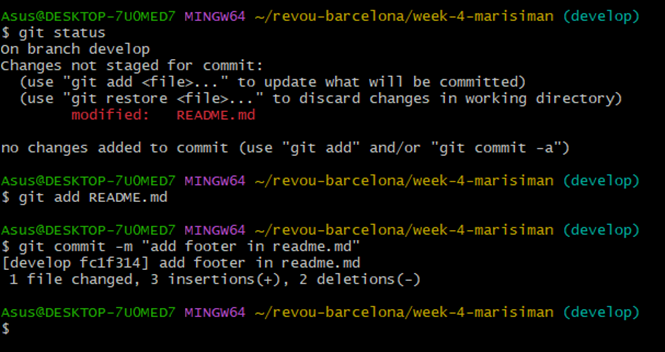 Asus@DESKTOP-7U0MED7 MINGW64 ~/revou-barcelona/week-4-marisiman (develop)
$ git status
On branch develop
Changes not staged for commit:
  (use "git add <file>..." to update what will be committed)
  (use "git restore <file>..." to discard changes in working directory)
        modified:   README.md

no changes added to commit (use "git add" and/or "git commit -a")

Asus@DESKTOP-7U0MED7 MINGW64 ~/revou-barcelona/week-4-marisiman (develop)
$ git add README.md

Asus@DESKTOP-7U0MED7 MINGW64 ~/revou-barcelona/week-4-marisiman (develop)
$ git commit -m "add footer in readme.md"
[develop fc1f314] add footer in readme.md
 1 file changed, 3 insertions(+), 2 deletions(-)

Asus@DESKTOP-7U0MED7 MINGW64 ~/revou-barcelona/week-4-marisiman (develop)
$